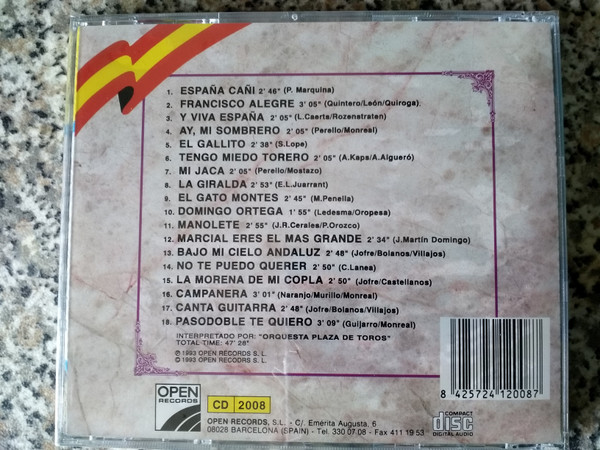 1. ESPAÑA CAÑI 2' 46" (P. Marquina)
2. FRANCISCO ALEGRE 3' 05" (Quintero/León/Quiroga)
3. Y VIVA ESPAÑA 2' 05" (L.Caerta/Rozenstraten)
4. AY, MI SOMBRERO 2' 05" (Perello/Monreal)
5. EL GALLITO 2' 38" (S.Lope)
6. TENGO MIEDO TORERO 2' 05" (A.Kaps/A.Algueró)
7. MI JACA 2' 05" (Perello/Mostazo)
8. LA GIRALDA 2' 53" (E.L.Juarrant)
9. EL GATO MONTES 2' 45" (M.Penella)
10. DOMINGO ORTEGA 1' 55" (Ledesma/Oropesa)
11. MANOLETE 2' 55" (J.R.Cerales/P.Orozco)
12. MARCIAL ERES EL MAS GRANDE 2' 34" (J.Martín Domingo)
13. BAJO MI CIELO ANDALUZ 2' 48" (Jofre/Bolanos/Villajos)
14. NO TE PUEDO QUERER 2' 50" (C.Lanea)
15. LA MORENA DE MI COPLA 2' 50" (Jofre/Castellanos)
16. CAMPANERA 3' 01" (Naranjo/Murillo/Monreal)
17. CANTA GUITARRA 2' 48" (Jofre/Bolanos/Villajos)
18. PASODOBLE TE QUIERO 3' 09" (Guijarro/Monreal)
INTERPRETADO POR: "ORQUESTA PLAZA DE TOROS"
TOTAL TIME: 47' 28"
℗ 1993 OPEN RECORDS S. L.
© 1993 OPEN RECODRS S. L.
8 425724 120087
OPEN
RECORDS
CD 2008
OPEN RECORDS, S.L. - C/. Emérita Augusta, 6
08028 BARCELONA (SPAIN) - Tel. 330 07 08 - Fax 411 19 53
COMPACT
disc
DIGITAL AUDIO